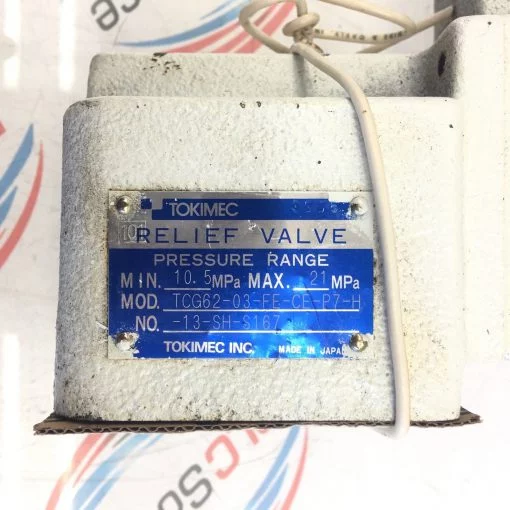 TOKIMEC
RELIEF VALVE
PRESSURE RANGE
MIN. 10.5 MPa MAX. 21 MPa
MOD. TCG62-03-FE-CE-P7-H
NO. -13-SH-S167
TOKIMEC INC. MADE IN JAPAN